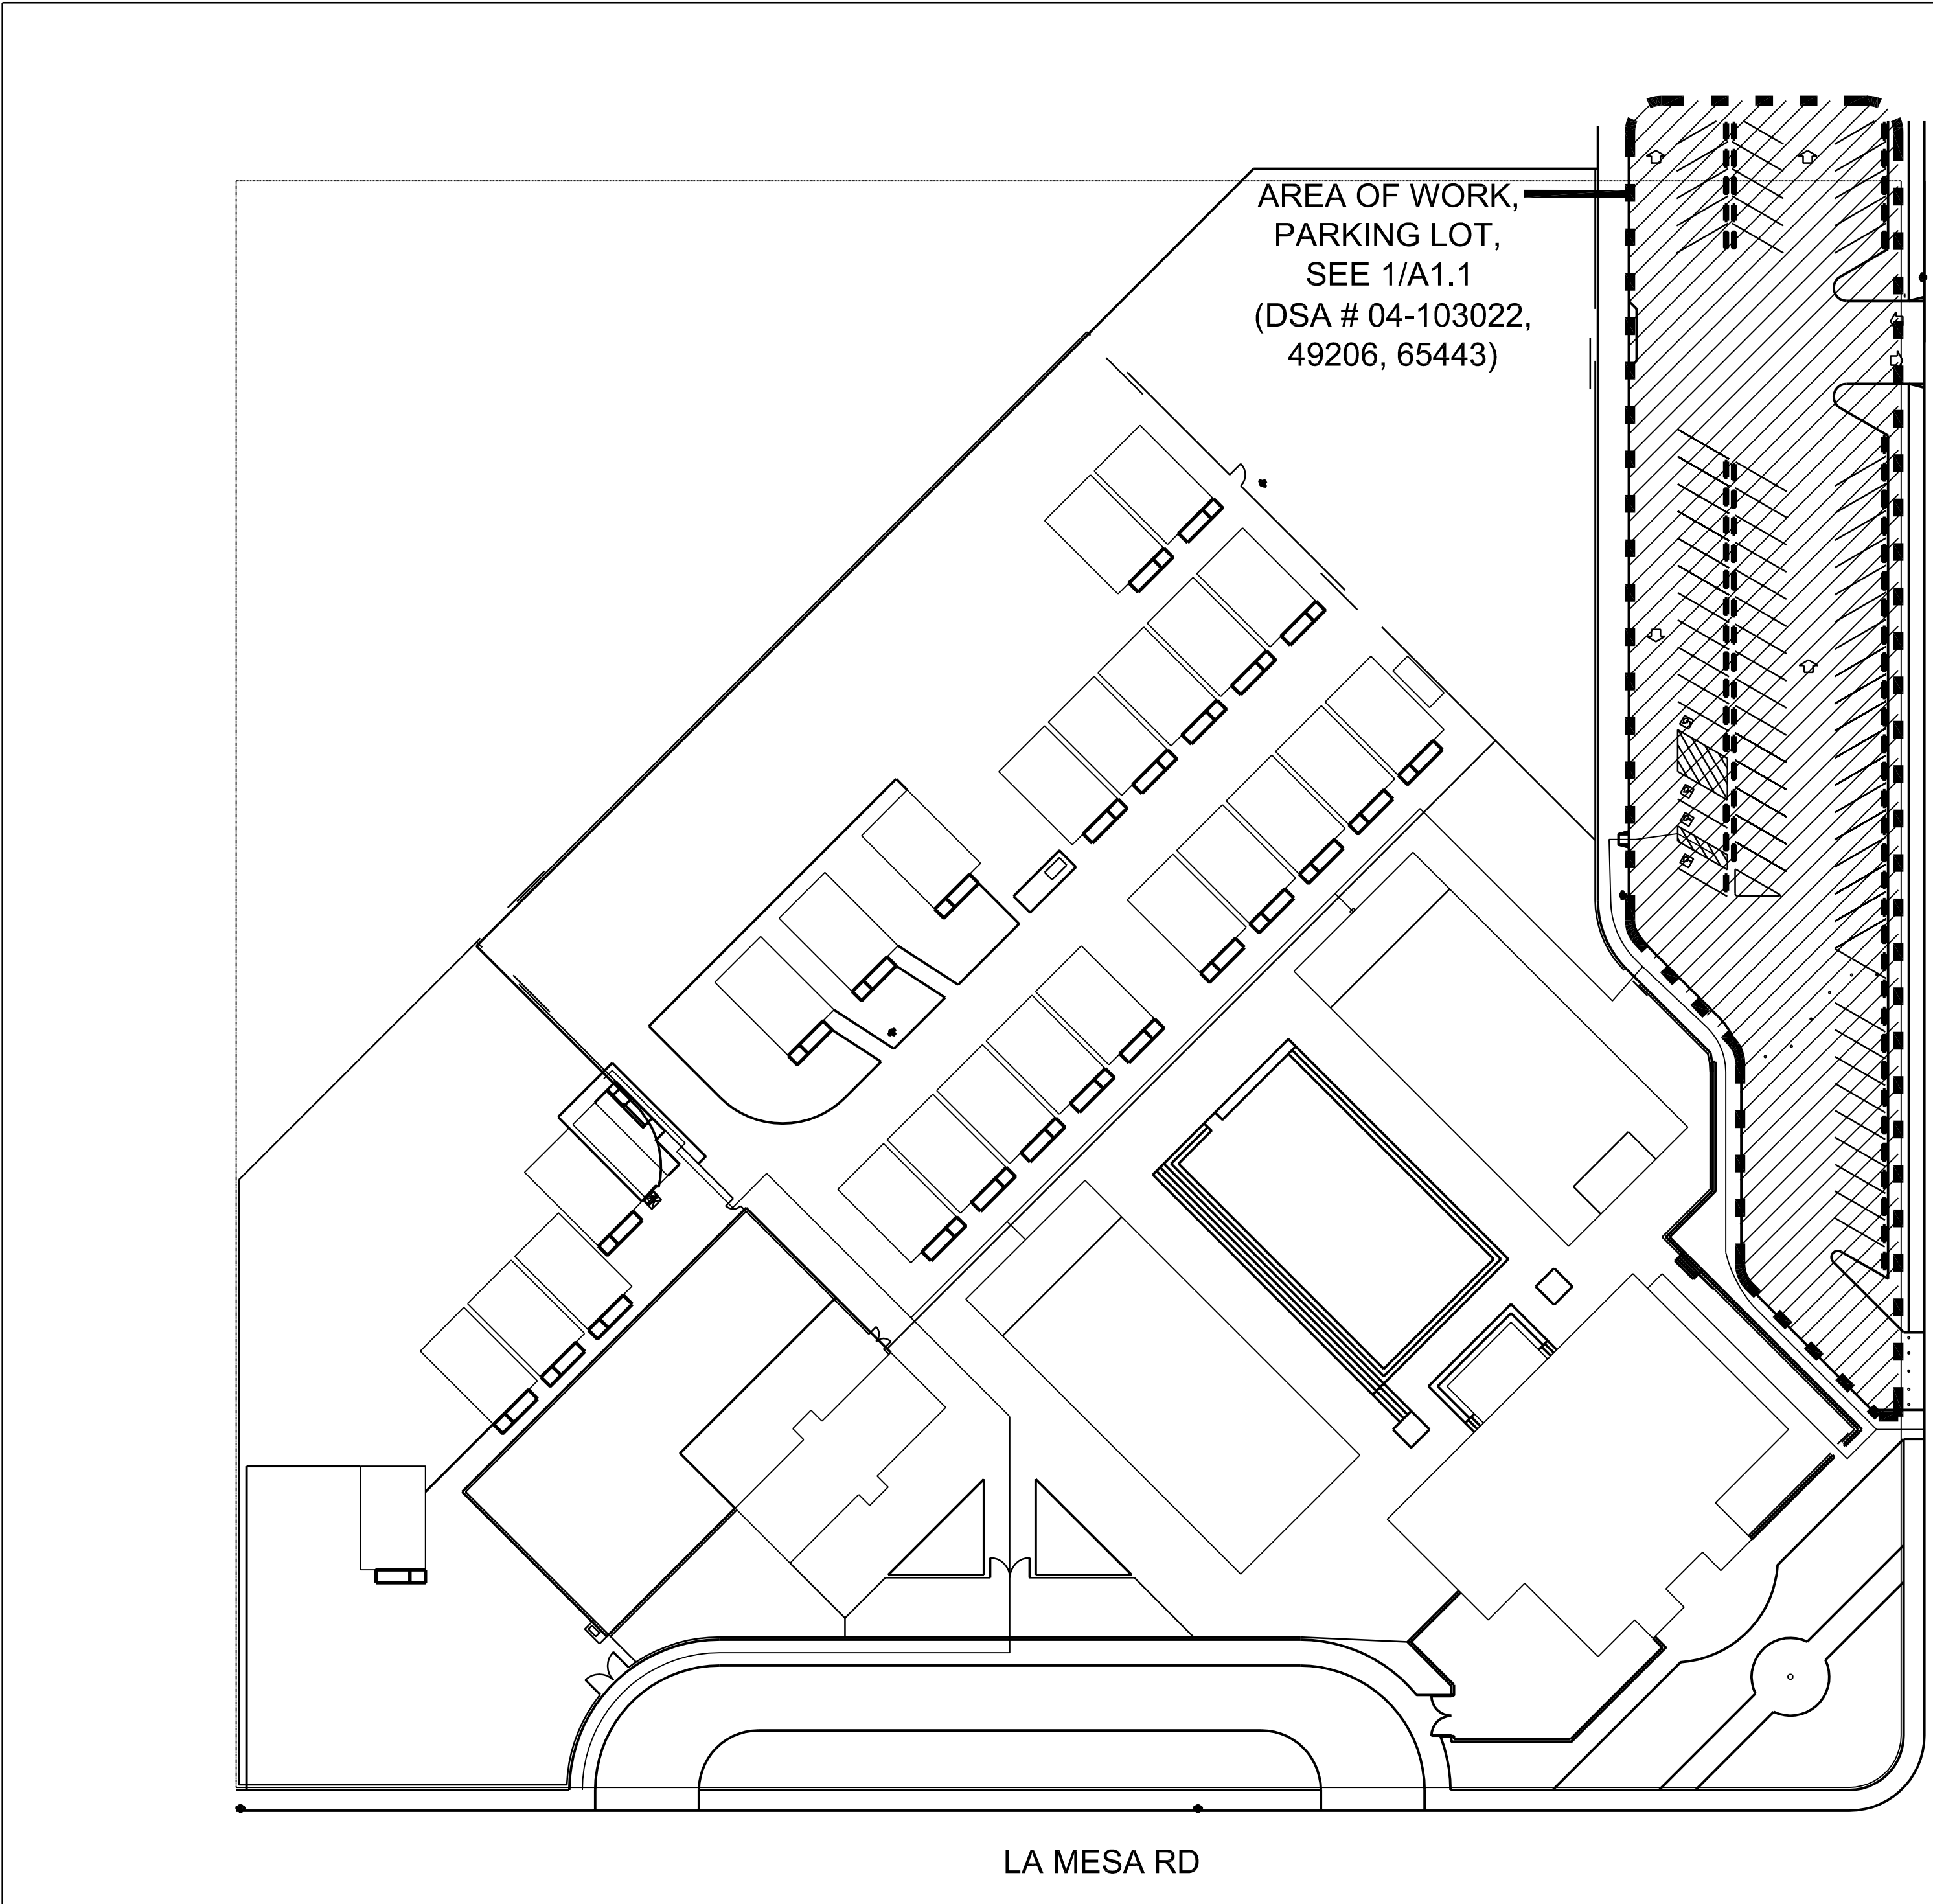 AREA OF WORK,
PARKING LOT,
SEE 1/A1.1
(DSA # 04-103022,
49206, 65443)
LA MESA RD